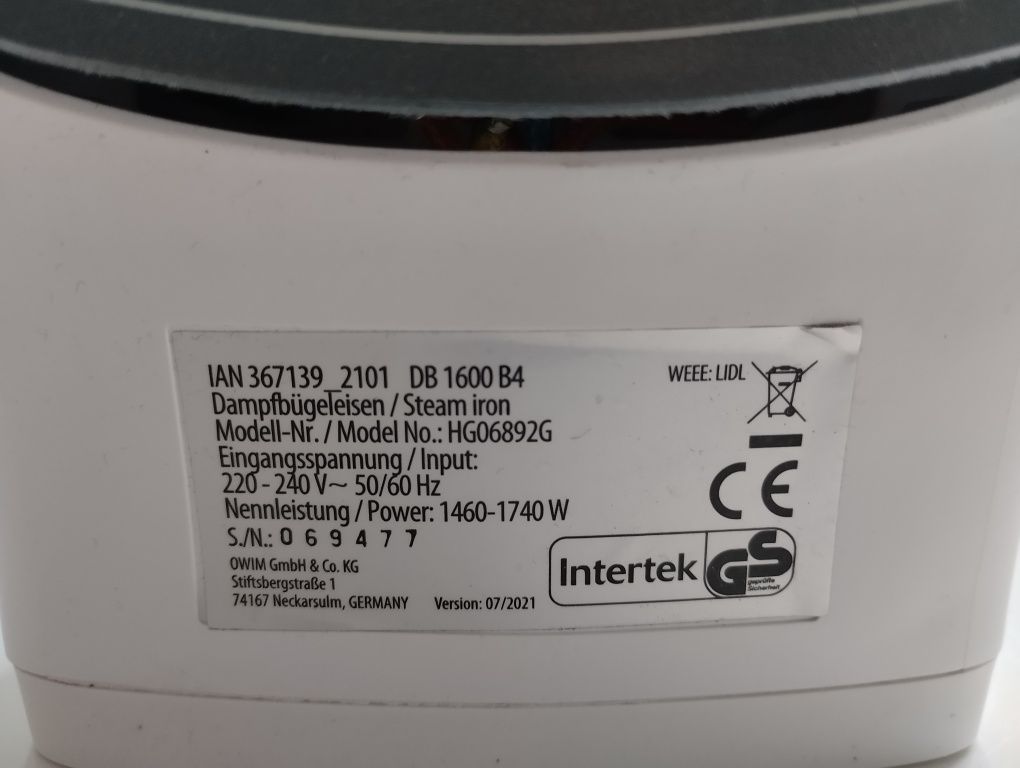 IAN 367139_2101 DB 1600 B4
WEEE: LIDL
Dampfbügeleisen / Steam iron
Modell-Nr. / Model No.: HG06892G
Eingangsspannung / Input:
220 - 240 V~ 50/60 Hz
CE
Nennleistung / Power: 1460-1740 W
S./N.: 069477
OWIM GmbH & Co. KG
Stiftsbergstraße 1
74167 Neckarsulm, GERMANY Version: 07/2021
Intertek GS
geprüfte
Sicherheit